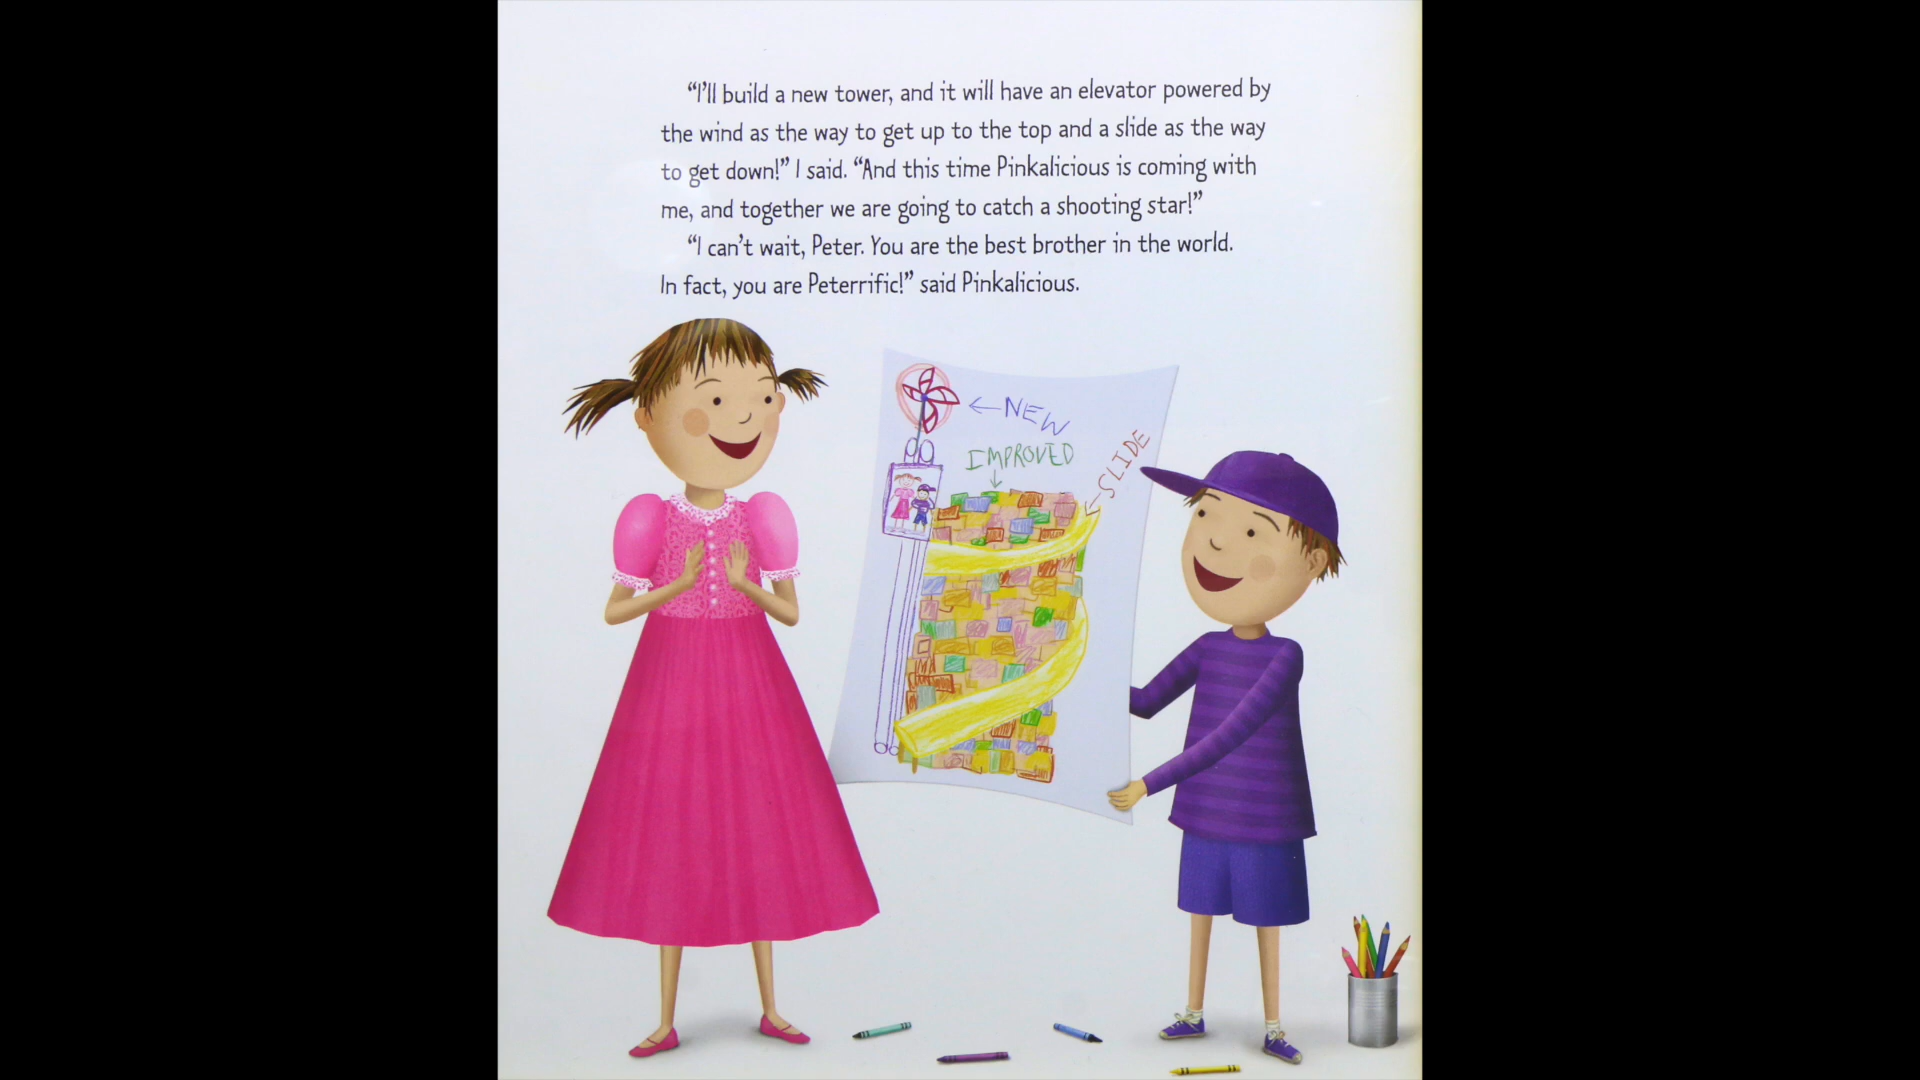 “I’ll build a new tower, and it will have an elevator powered by
the wind as the way to get up to the top and a slide as the way
to get down!” I said. “And this time Pinkalicious is coming with
me, and together we are going to catch a shooting star!”
“I can’t wait, Peter. You are the best brother in the world.
In fact, you are Peterrific!” said Pinkalicious.
NEW
IMPROVED
SLIDE